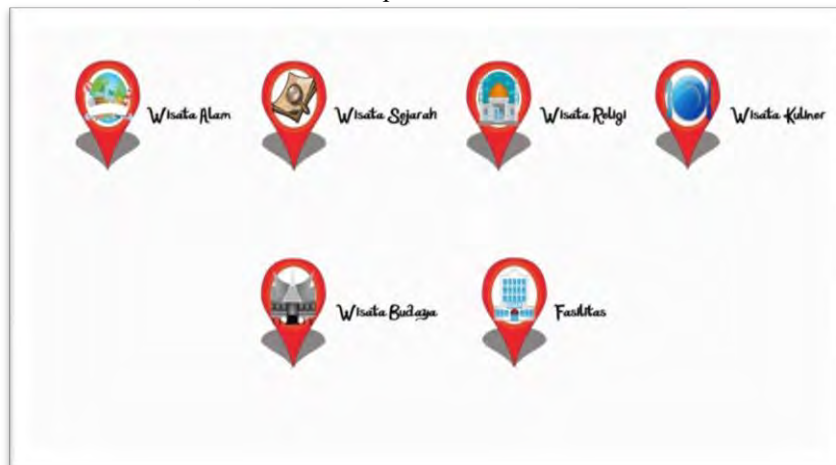 Wisata Alam
Wisata Sejarah
Wisata Religi
Wisata Kuliner
Wisata Budaya
Fasilitas